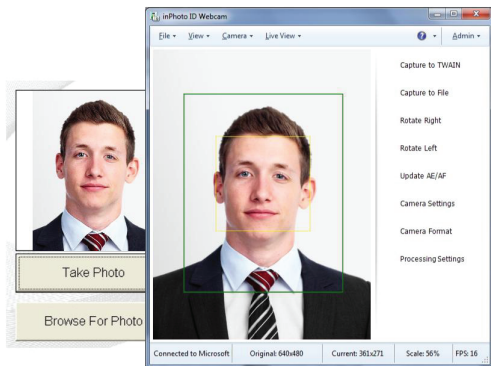 inPhoto ID Webcam
File View Camera Live View ? Admin
Capture to TWAIN
Capture to File
Rotate Right
Rotate Left
Update AE/AF
Camera Settings
Camera Format
Processing Settings
Take Photo
Browse For Photo
Connected to Microsoft Original: 640x480 Current: 361x271 Scale: 56% FPS: 16